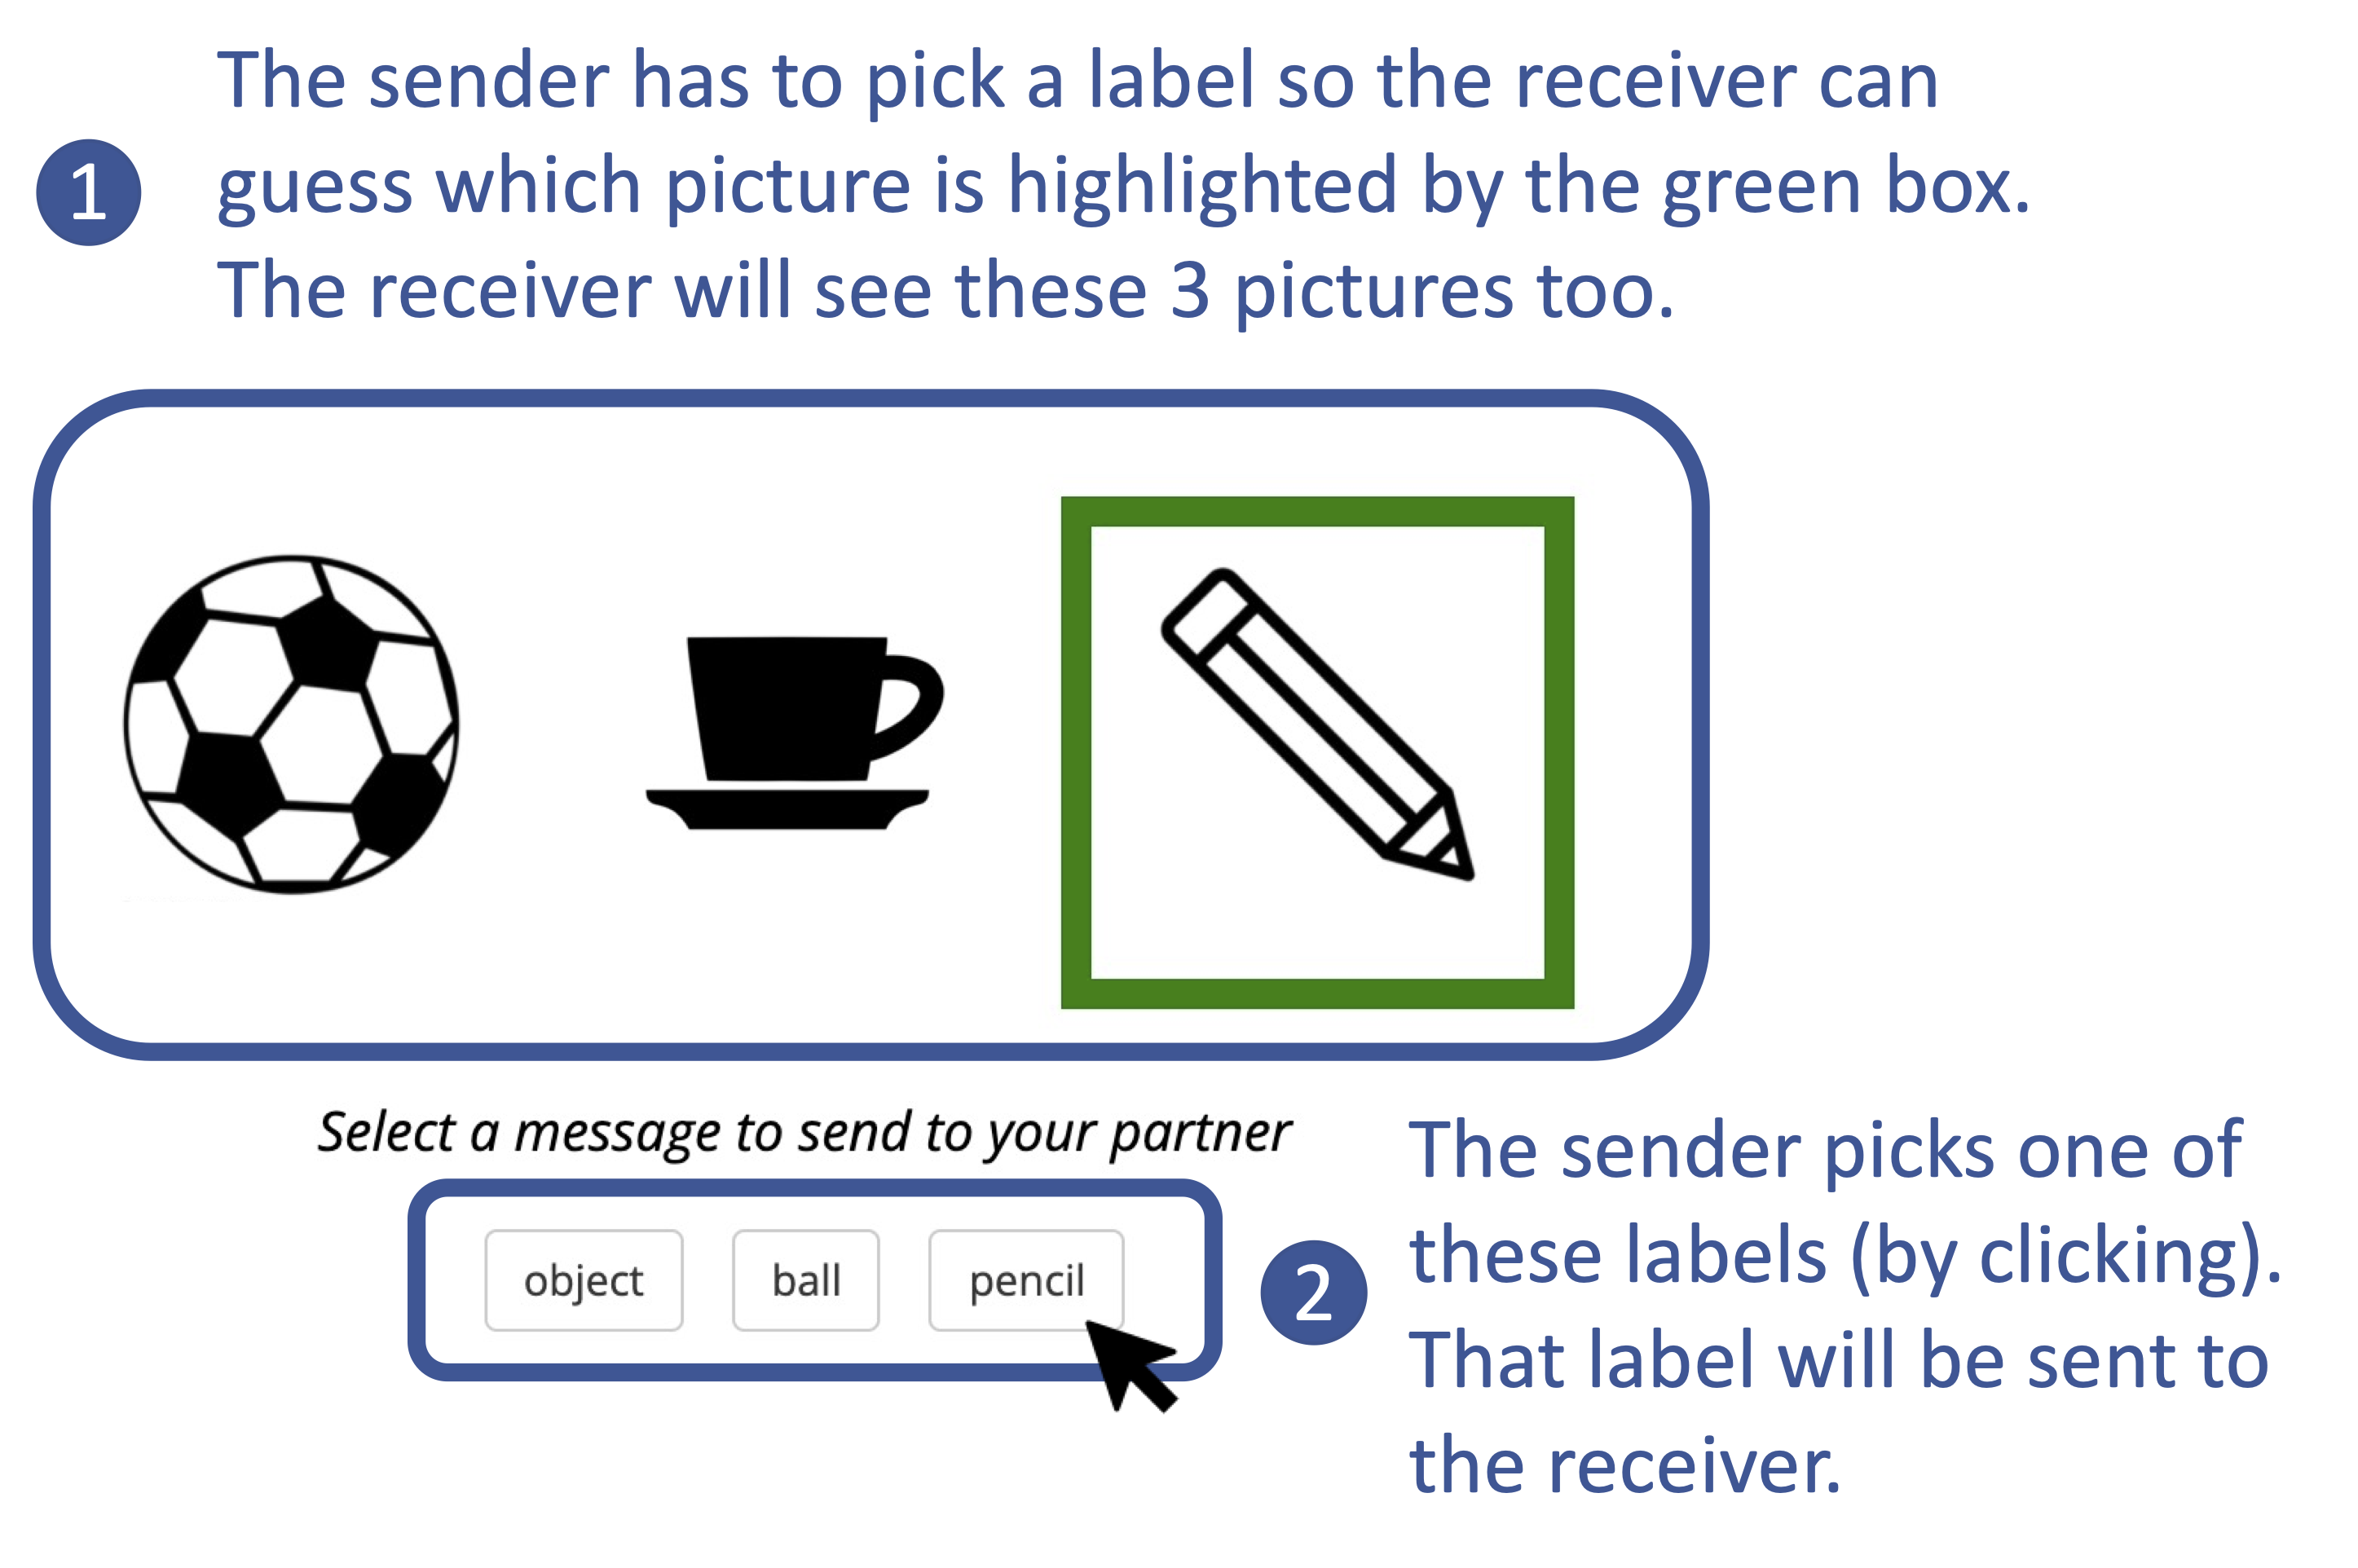 The sender has to pick a label so the receiver can
1
guess which picture is highlighted by the green box.
The receiver will see these 3 pictures too.
Select a message to send to your partner
object
ball
pencil
2
The sender picks one of
these labels (by clicking).
That label will be sent to
the receiver.